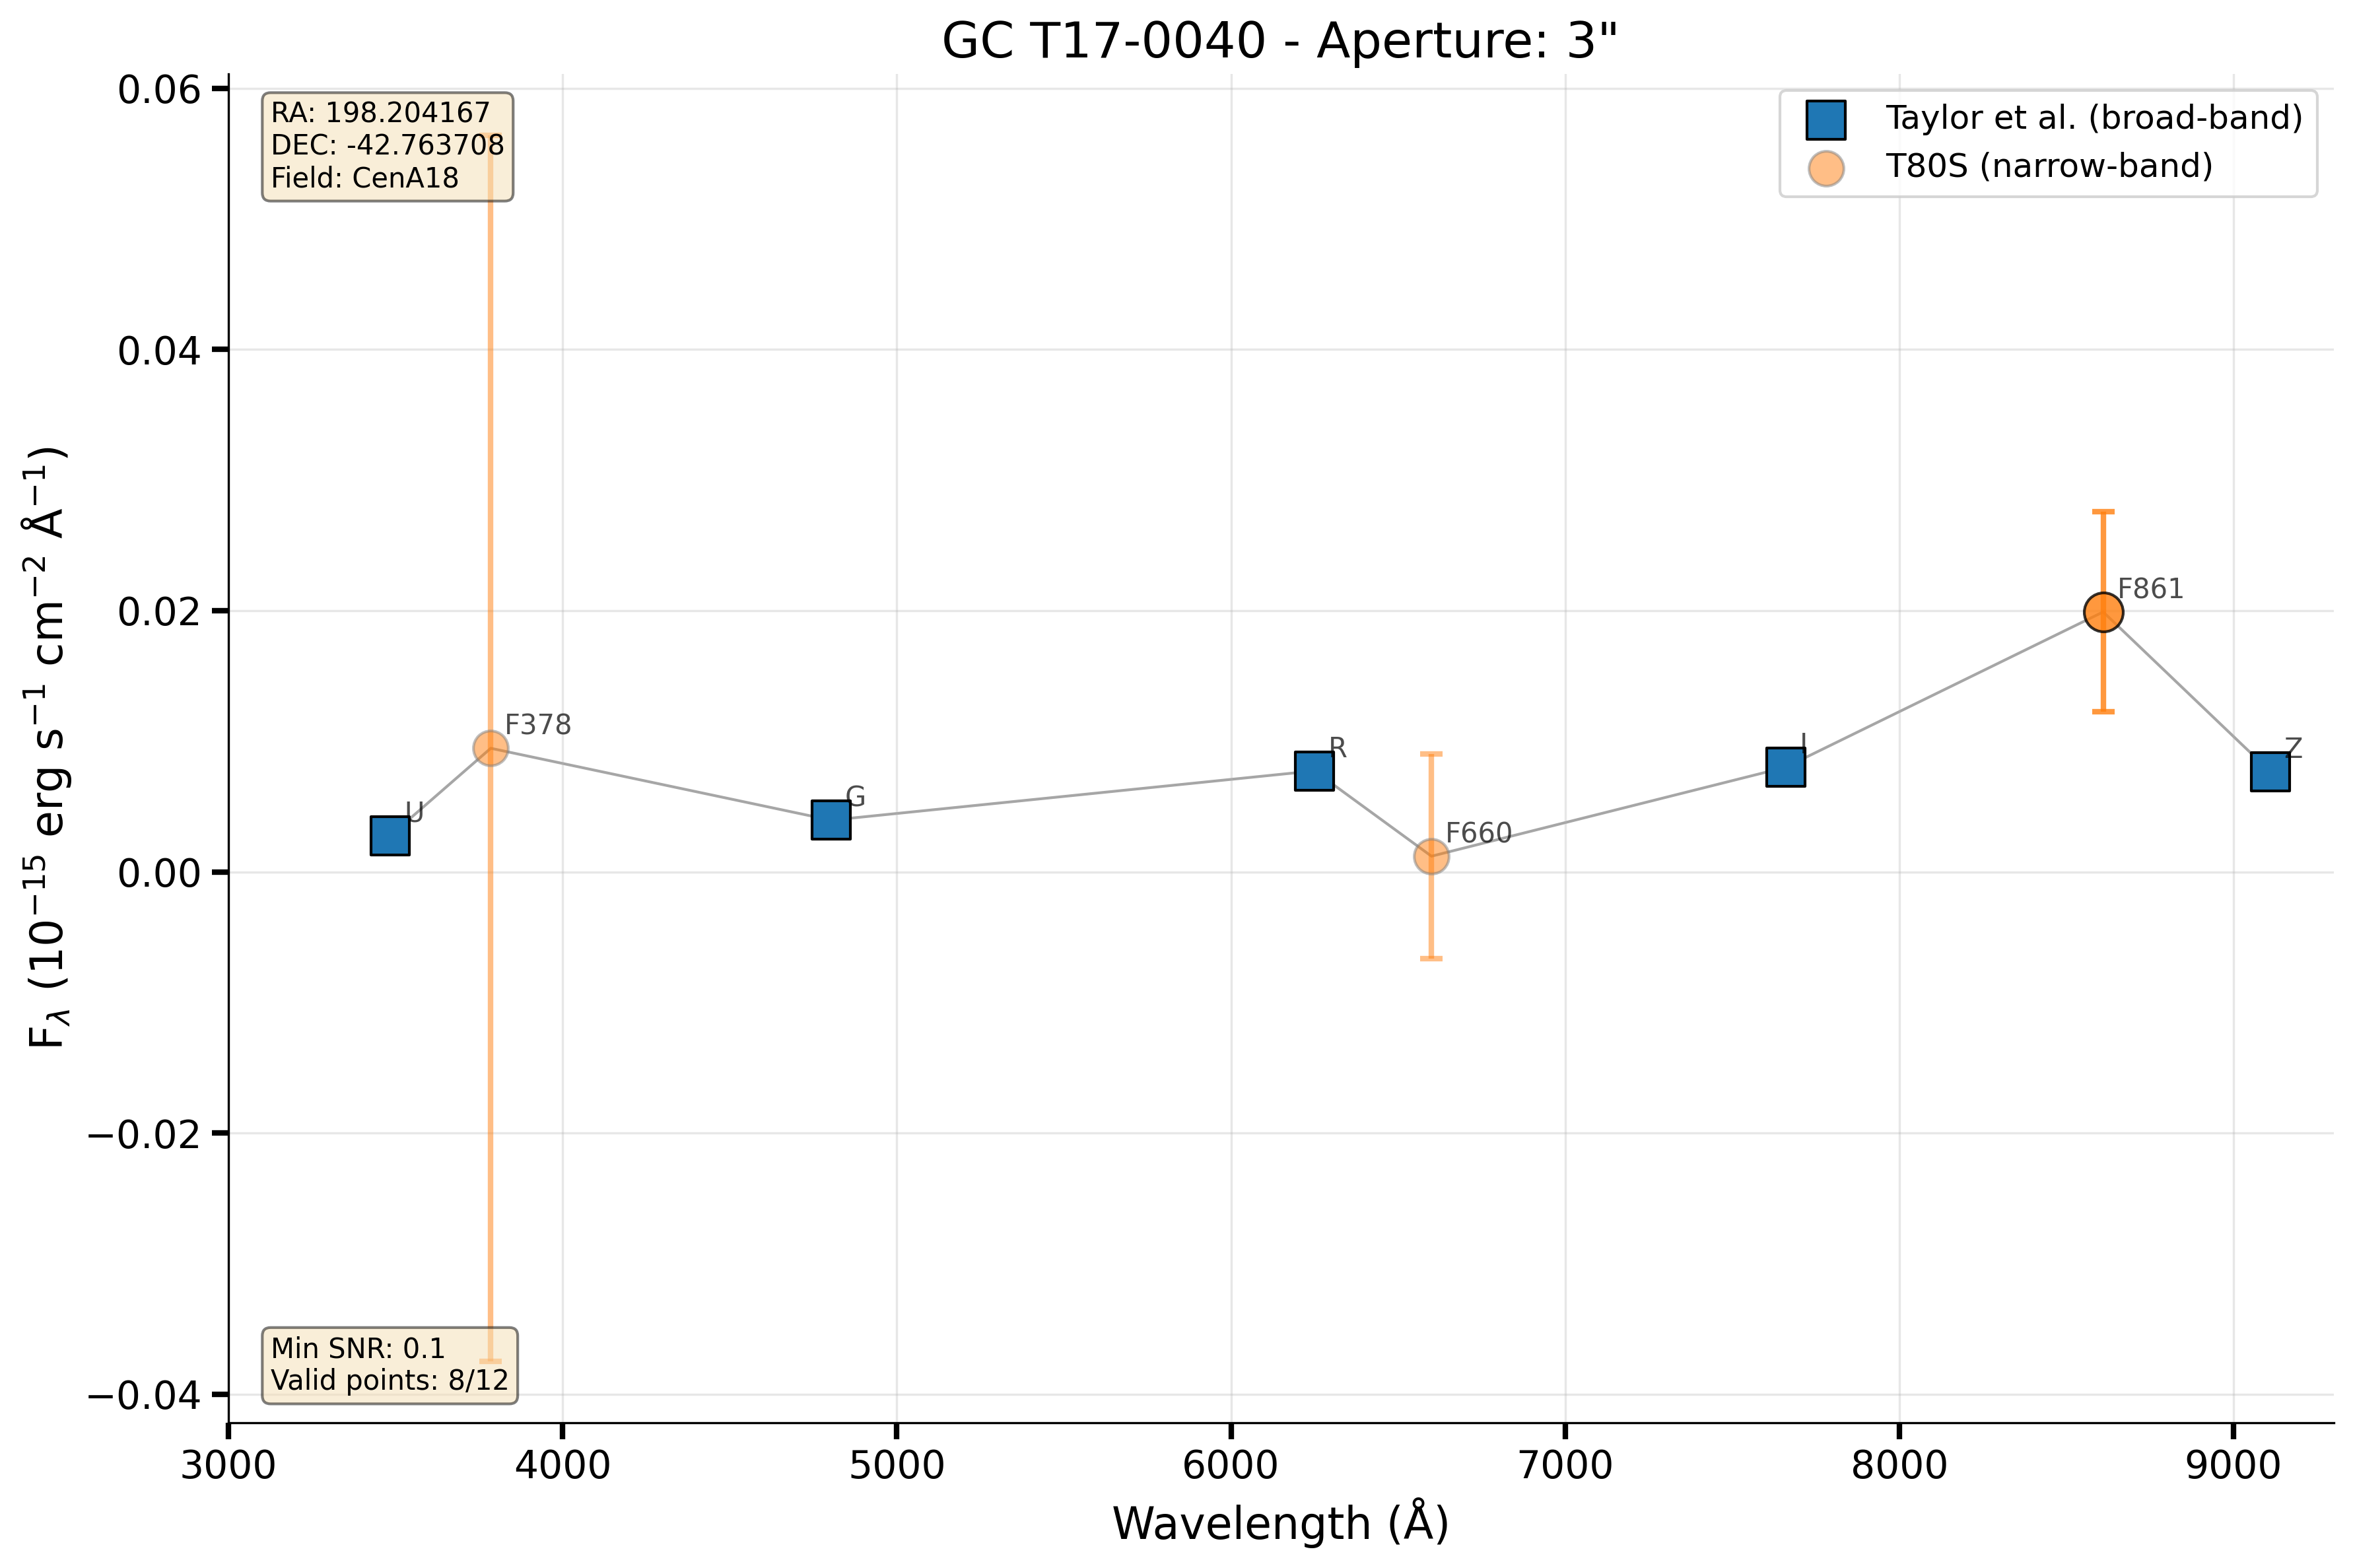 GC T17-0040 - Aperture: 3"
RA: 198.204167
DEC: -42.763708
Field: CenA18
Taylor et al. (broad-band)
T80S (narrow-band)
0.06
0.04
0.02
0.00
−0.02
−0.04
F_λ (10⁻¹⁵ erg s⁻¹ cm⁻² Å⁻¹)
U
F378
G
R
F660
I
F861
Z
Min SNR: 0.1
Valid points: 8/12
3000 4000 5000 6000 7000 8000 9000
Wavelength (Å)